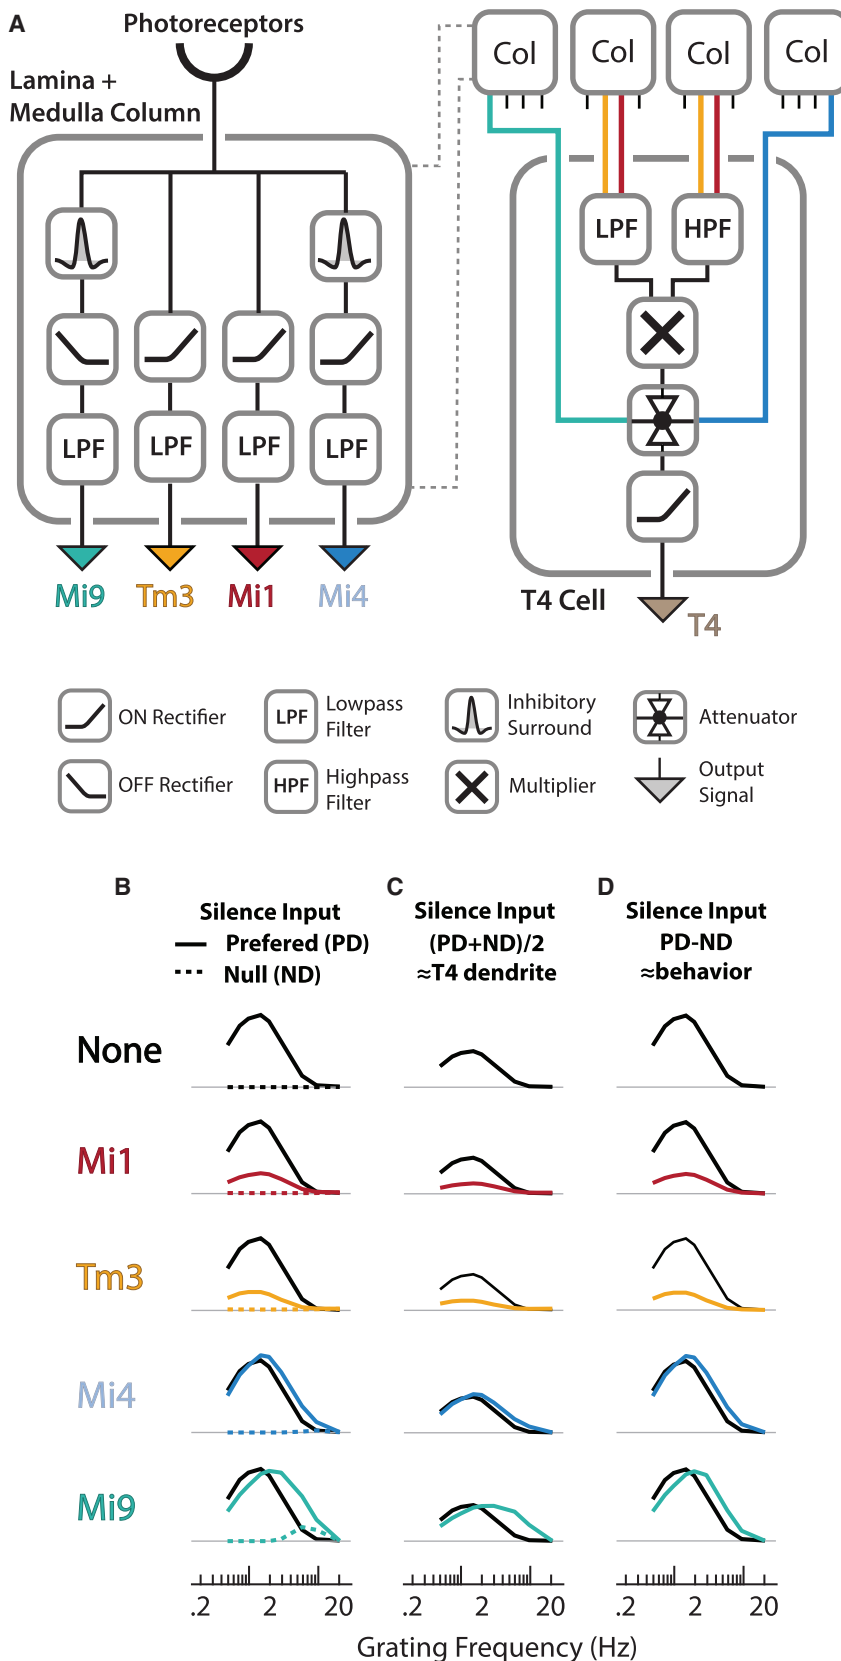 A
Photoreceptors
Lamina +
Medulla Column
Col
Col
Col
Col
LPF
HPF
LPF
LPF
LPF
LPF
Mi9
Tm3
Mi1
Mi4
T4 Cell
T4
ON Rectifier
LPF
Lowpass
Filter
Inhibitory
Surround
Attenuator
OFF Rectifier
HPF
Highpass
Filter
Multiplier
Output
Signal
B
Silence Input
Prefered (PD)
Null (ND)
C
Silence Input
(PD+ND)/2
≈T4 dendrite
D
Silence Input
PD-ND
≈behavior
None
Mi1
Tm3
Mi4
Mi9
.2 2 20
.2 2 20
.2 2 20
Grating Frequency (Hz)